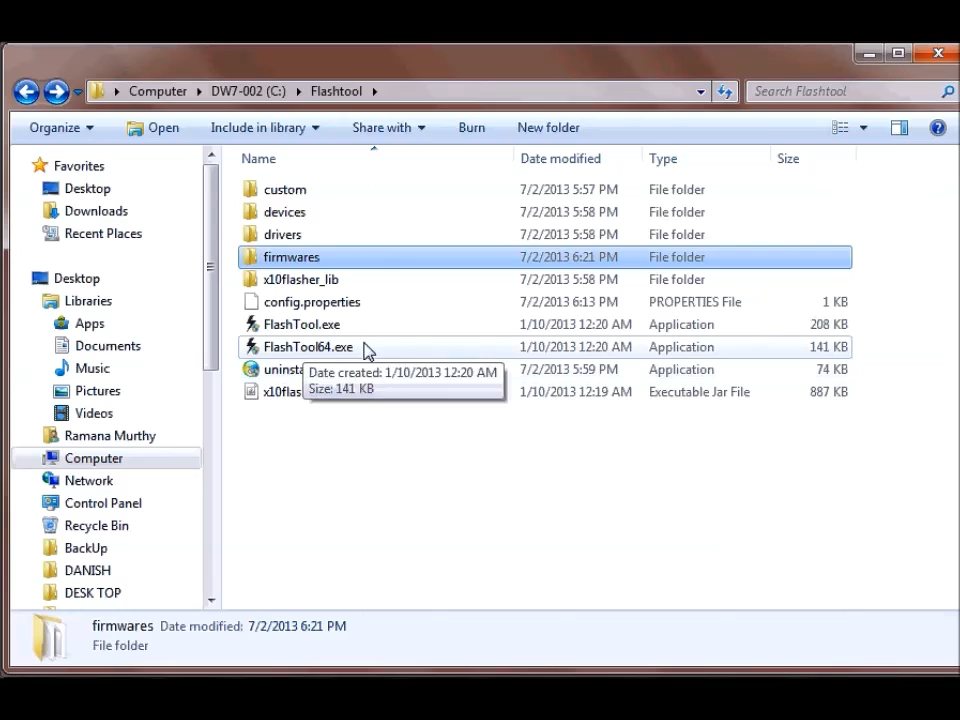 Computer DW7-002 (C:) Flashtool
Search Flashtool
Organize Open Include in library Share with Burn New folder
Name Date modified Type Size
Favorites
Desktop
Downloads
Recent Places
Desktop
Libraries
Apps
Documents
Music
Pictures
Videos
Ramana Murthy
Computer
Network
Control Panel
Recycle Bin
BackUp
DANISH
DESK TOP
custom 7/2/2013 5:57 PM File folder
devices 7/2/2013 5:58 PM File folder
drivers 7/2/2013 5:58 PM File folder
firmwares 7/2/2013 6:21 PM File folder
x10flasher_lib 7/2/2013 5:58 PM File folder
config.properties 7/2/2013 6:13 PM PROPERTIES File 1 KB
FlashTool.exe 1/10/2013 12:20 AM Application 208 KB
FlashTool64.exe 1/10/2013 12:20 AM Application 141 KB
uninsta 7/2/2013 5:59 PM Application 74 KB
x10flas 1/10/2013 12:19 AM Executable Jar File 887 KB
Date created: 1/10/2013 12:20 AM
Size: 141 KB
firmwares Date modified: 7/2/2013 6:21 PM
File folder